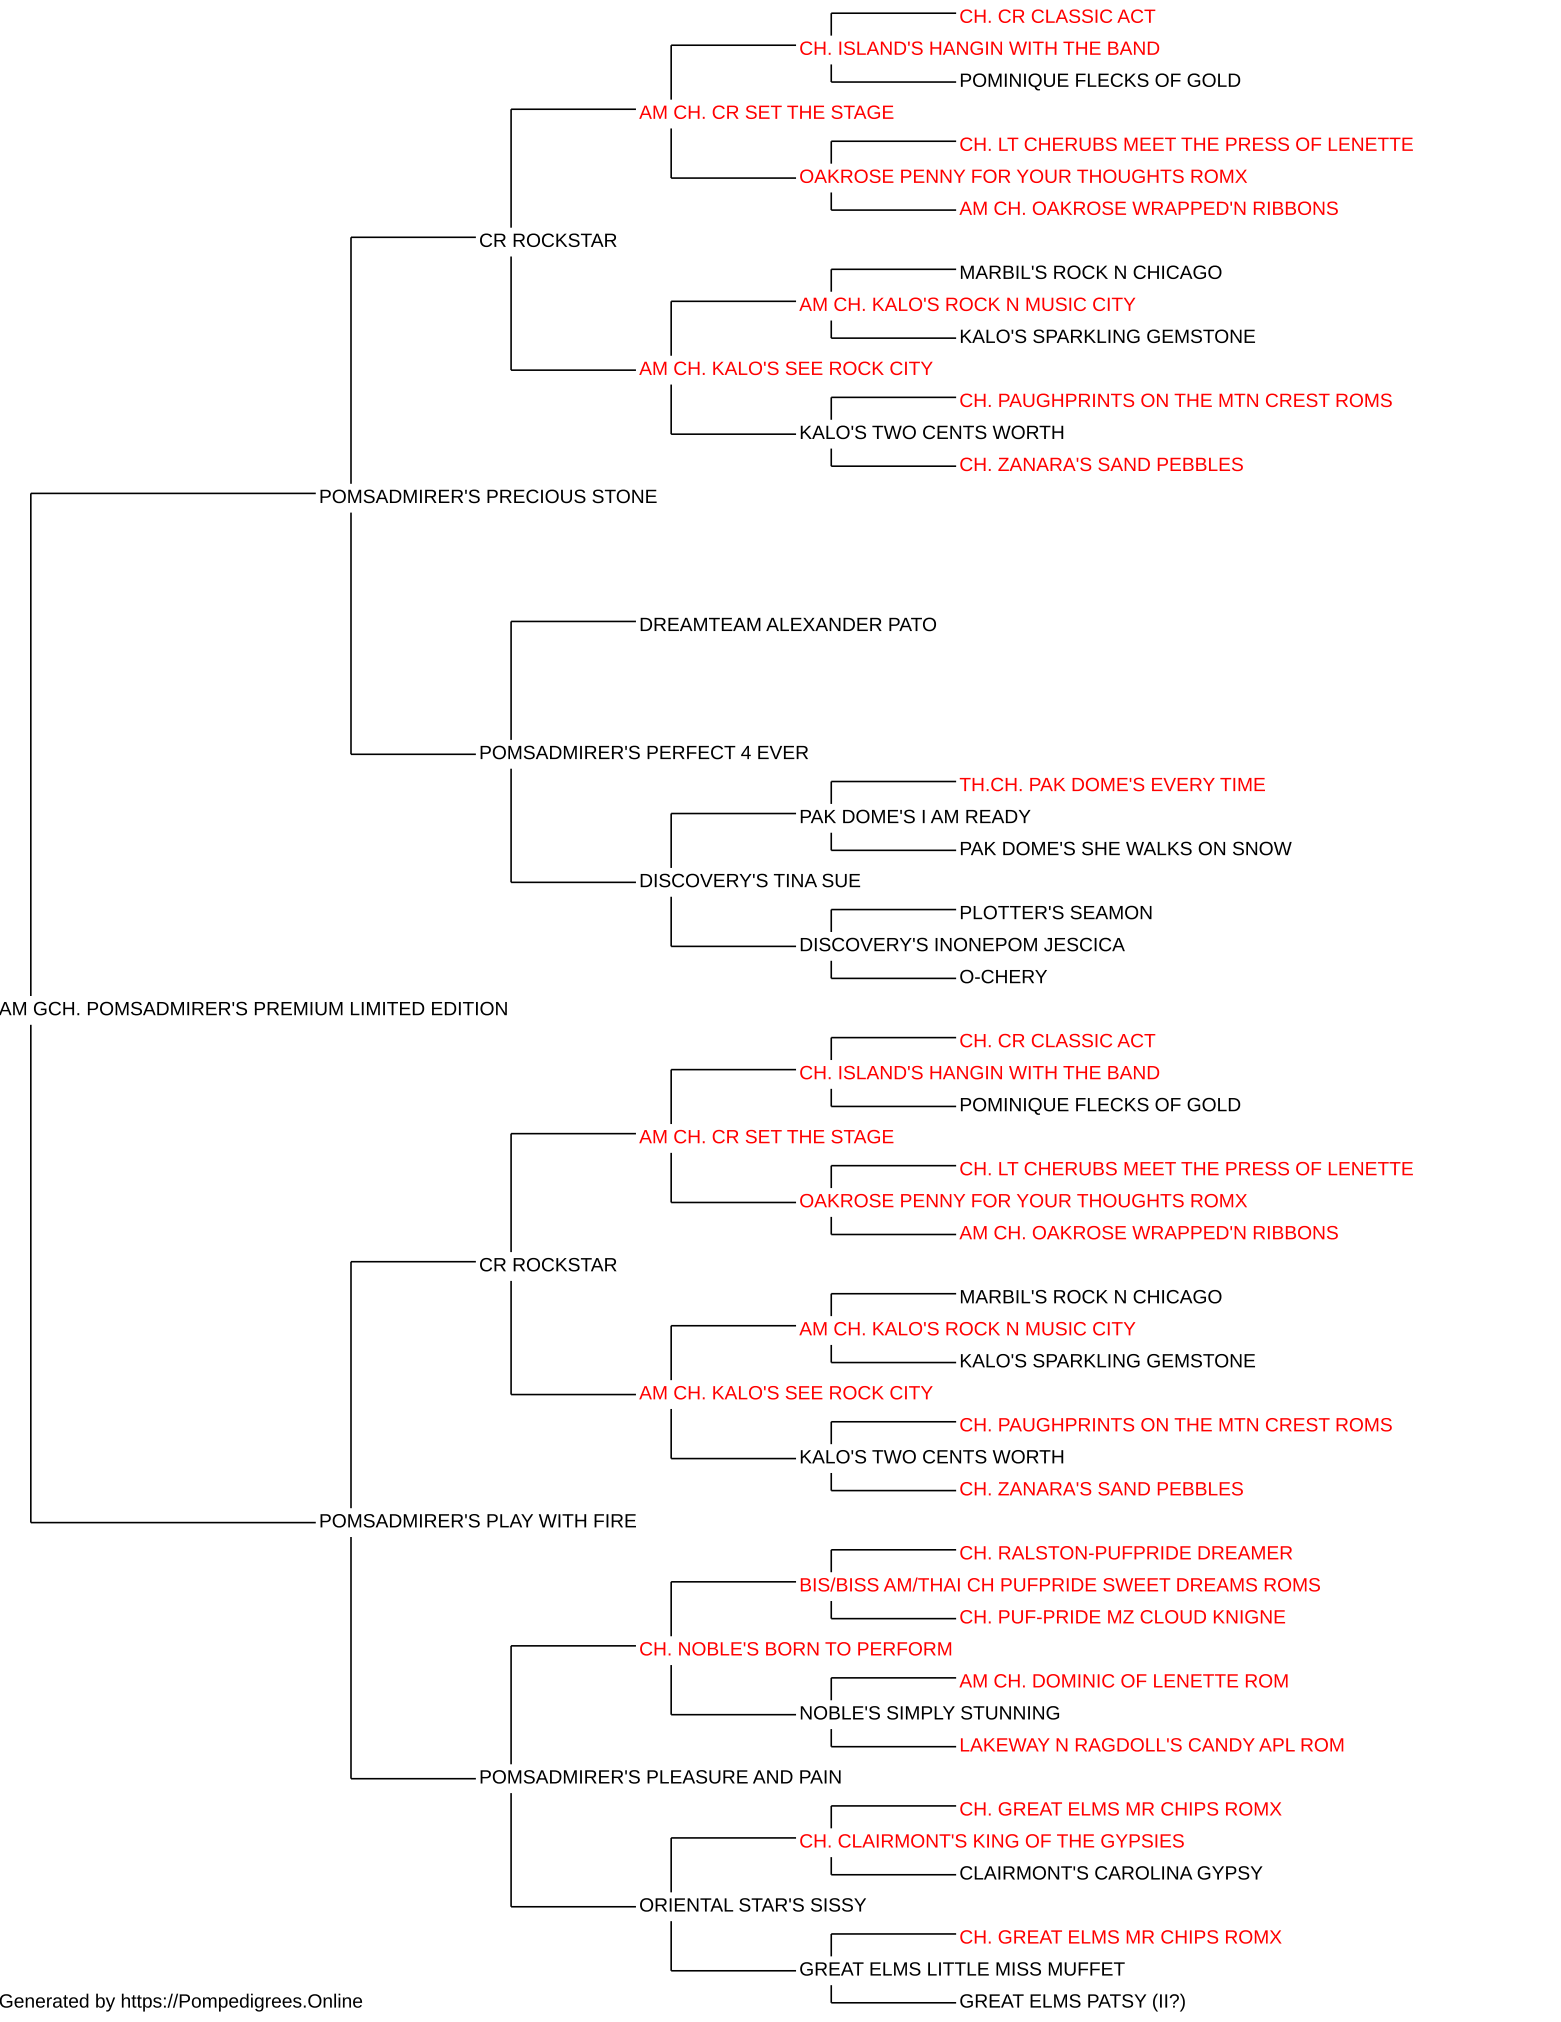 CH. CR CLASSIC ACT
CH. ISLAND'S HANGIN WITH THE BAND
POMINIQUE FLECKS OF GOLD
AM CH. CR SET THE STAGE
CH. LT CHERUBS MEET THE PRESS OF LENETTE
OAKROSE PENNY FOR YOUR THOUGHTS ROMX
AM CH. OAKROSE WRAPPED'N RIBBONS
CR ROCKSTAR
MARBIL'S ROCK N CHICAGO
AM CH. KALO'S ROCK N MUSIC CITY
KALO'S SPARKLING GEMSTONE
AM CH. KALO'S SEE ROCK CITY
CH. PAUGHPRINTS ON THE MTN CREST ROMS
KALO'S TWO CENTS WORTH
CH. ZANARA'S SAND PEBBLES
POMSADMIRER'S PRECIOUS STONE
DREAMTEAM ALEXANDER PATO
POMSADMIRER'S PERFECT 4 EVER
TH.CH. PAK DOME'S EVERY TIME
PAK DOME'S I AM READY
PAK DOME'S SHE WALKS ON SNOW
DISCOVERY'S TINA SUE
PLOTTER'S SEAMON
DISCOVERY'S INONEPOM JESCICA
O-CHERY
AM GCH. POMSADMIRER'S PREMIUM LIMITED EDITION
CH. CR CLASSIC ACT
CH. ISLAND'S HANGIN WITH THE BAND
POMINIQUE FLECKS OF GOLD
AM CH. CR SET THE STAGE
CH. LT CHERUBS MEET THE PRESS OF LENETTE
OAKROSE PENNY FOR YOUR THOUGHTS ROMX
AM CH. OAKROSE WRAPPED'N RIBBONS
CR ROCKSTAR
MARBIL'S ROCK N CHICAGO
AM CH. KALO'S ROCK N MUSIC CITY
KALO'S SPARKLING GEMSTONE
AM CH. KALO'S SEE ROCK CITY
CH. PAUGHPRINTS ON THE MTN CREST ROMS
KALO'S TWO CENTS WORTH
CH. ZANARA'S SAND PEBBLES
POMSADMIRER'S PLAY WITH FIRE
CH. RALSTON-PUFPRIDE DREAMER
BIS/BISS AM/THAI CH PUFPRIDE SWEET DREAMS ROMS
CH. PUF-PRIDE MZ CLOUD KNIGNE
CH. NOBLE'S BORN TO PERFORM
AM CH. DOMINIC OF LENETTE ROM
NOBLE'S SIMPLY STUNNING
LAKEWAY N RAGDOLL'S CANDY APL ROM
POMSADMIRER'S PLEASURE AND PAIN
CH. GREAT ELMS MR CHIPS ROMX
CH. CLAIRMONT'S KING OF THE GYPSIES
CLAIRMONT'S CAROLINA GYPSY
ORIENTAL STAR'S SISSY
CH. GREAT ELMS MR CHIPS ROMX
GREAT ELMS LITTLE MISS MUFFET
GREAT ELMS PATSY (II?)
Generated by https://Pompedigrees.Online